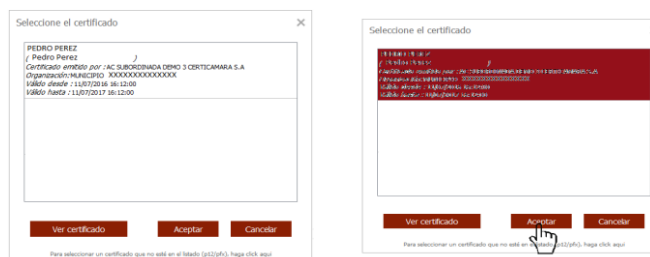 Seleccione el certificado
PEDRO PEREZ
( Pedro Perez )
Certificado emitido por : AC SUBORDINADA DEMO 3 CERTICAMARA S.A
Organización: MUNICIPIO XXXXXXXXXXXXXX
Válido desde : 11/07/2016 16:12:00
Válido hasta : 11/07/2017 16:12:00
Ver certificado Aceptar Cancelar
Para seleccionar un certificado que no esté en el listado (p12/pfx), haga click aqui
Seleccione el certificado
Ver certificado Aceptar Cancelar
Para seleccionar un certificado que no esté en el listado (p12/pfx), haga click aqui